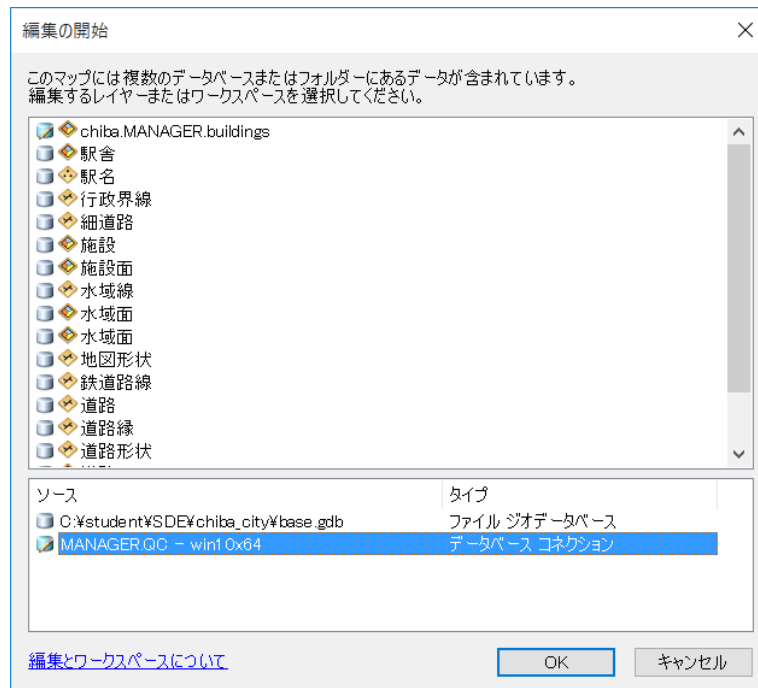 編集の開始
このマップには複数のデータベースまたはフォルダーにあるデータが含まれています。
編集するレイヤーまたはワークスペースを選択してください。
chiba.MANAGER.buildings
駅舎
駅名
行政界線
細道路
施設
施設面
水域線
水域面
水域面
地図形状
鉄道路線
道路
道路縁
道路形状
ソース タイプ
C:¥student¥SDE¥chiba_city¥base.gdb ファイル ジオデータベース
MANAGER.QC - win10x64 データベース コネクション
編集とワークスペースについて
OK キャンセル